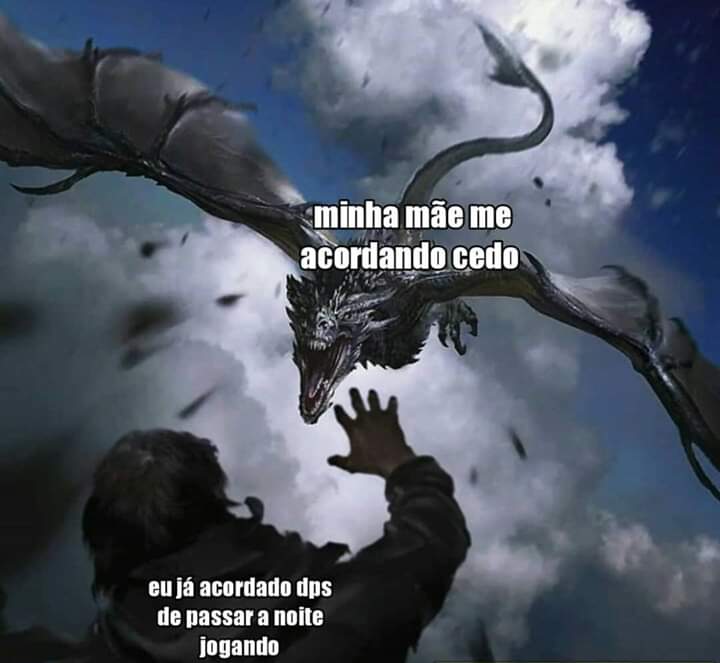 minha mãe me
acordando cedo
eu já acordado dps
de passar a noite
jogando